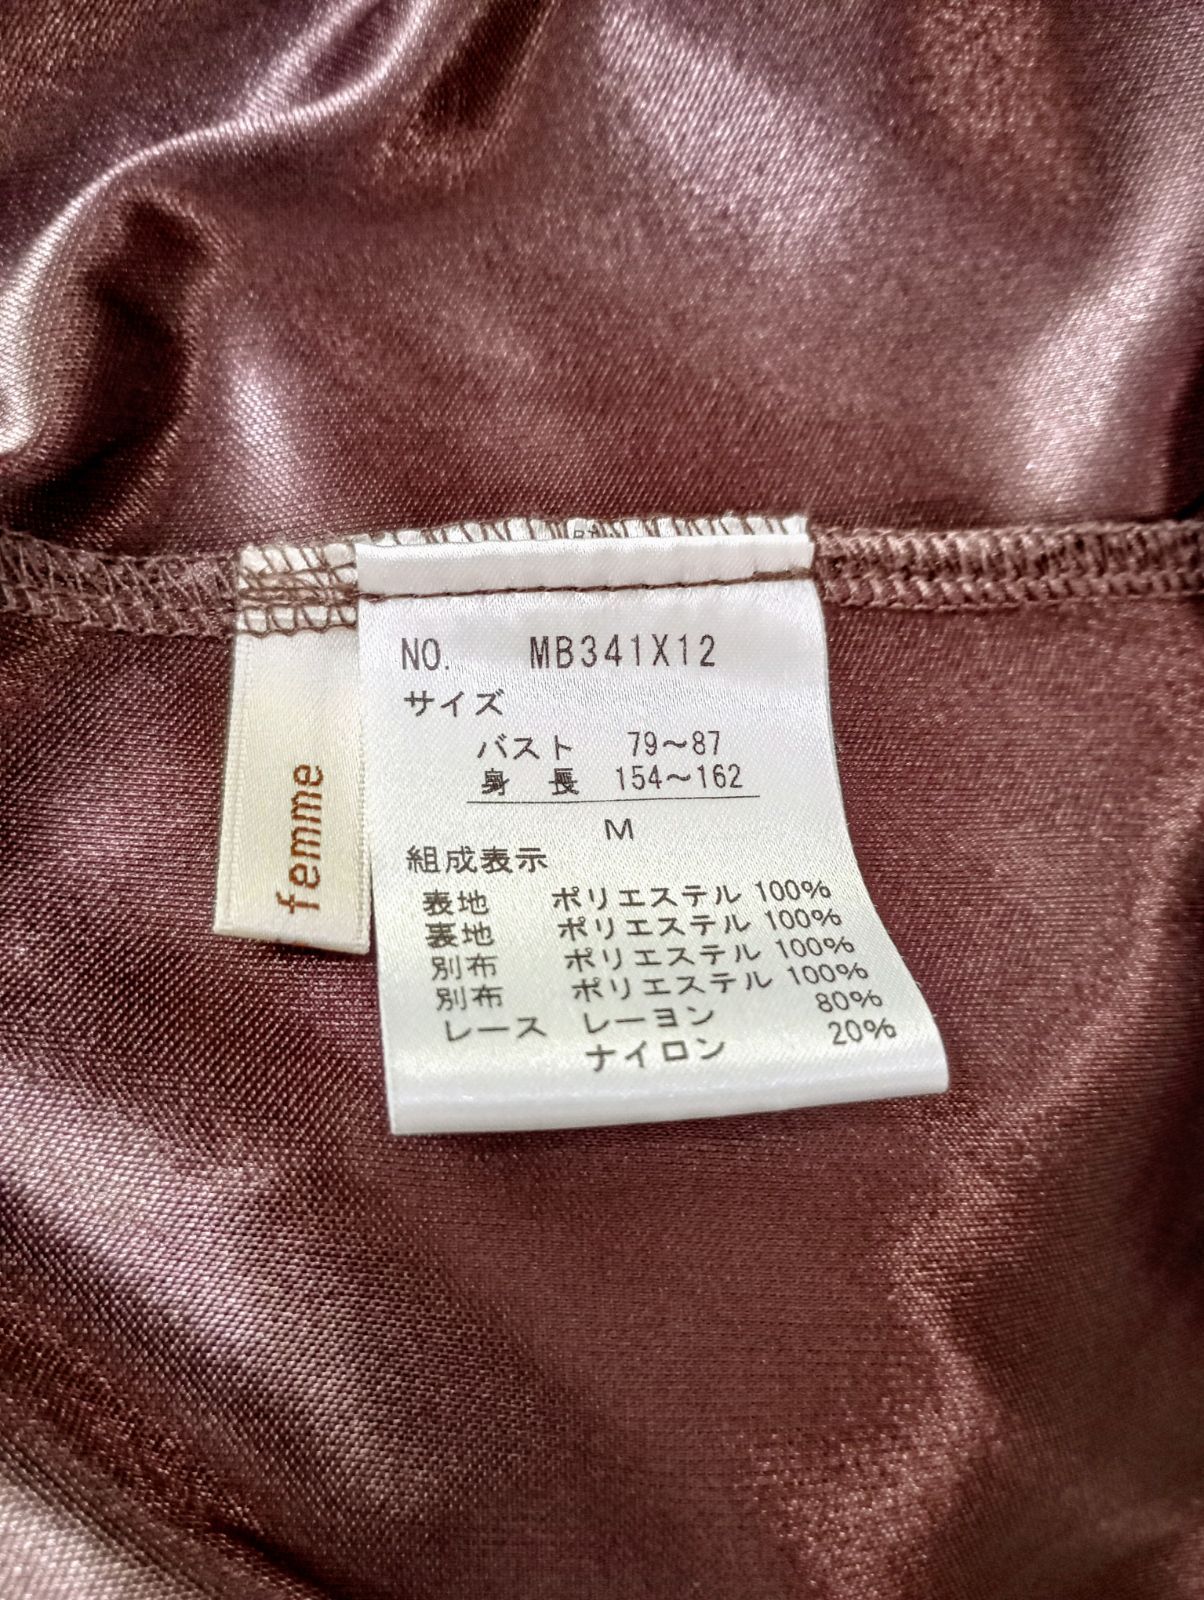 NO. MB341X12
サイズ
バスト 79～87
身長 154～162
M
組成表示
表地 ポリエステル 100%
裏地 ポリエステル 100%
別布 ポリエステル 100%
別布 ポリエステル 100%
レース レーヨン 80%
ナイロン 20%
femme